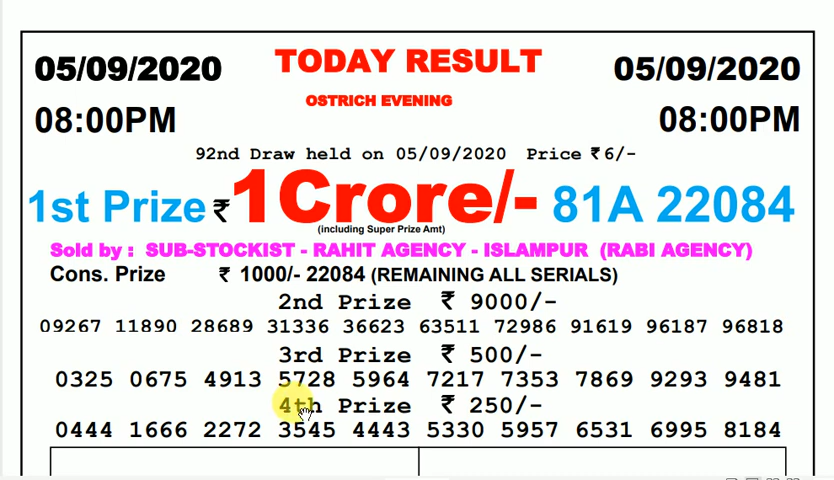 05/09/2020 TODAY RESULT 05/09/2020
08:00PM OSTRICH EVENING 08:00PM
92nd Draw held on 05/09/2020 Price ₹6/-
1st Prize ₹1Crore/- 81A 22084
(including Super Prize Amt)
Sold by : SUB-STOCKIST - RAHIT AGENCY - ISLAMPUR (RABI AGENCY)
Cons. Prize ₹ 1000/- 22084 (REMAINING ALL SERIALS)
2nd Prize ₹ 9000/-
09267 11890 28689 31336 36623 63511 72986 91619 96187 96818
3rd Prize ₹ 500/-
0325 0675 4913 5728 5964 7217 7353 7869 9293 9481
4th Prize ₹ 250/-
0444 1666 2272 3545 4443 5330 5957 6531 6995 8184